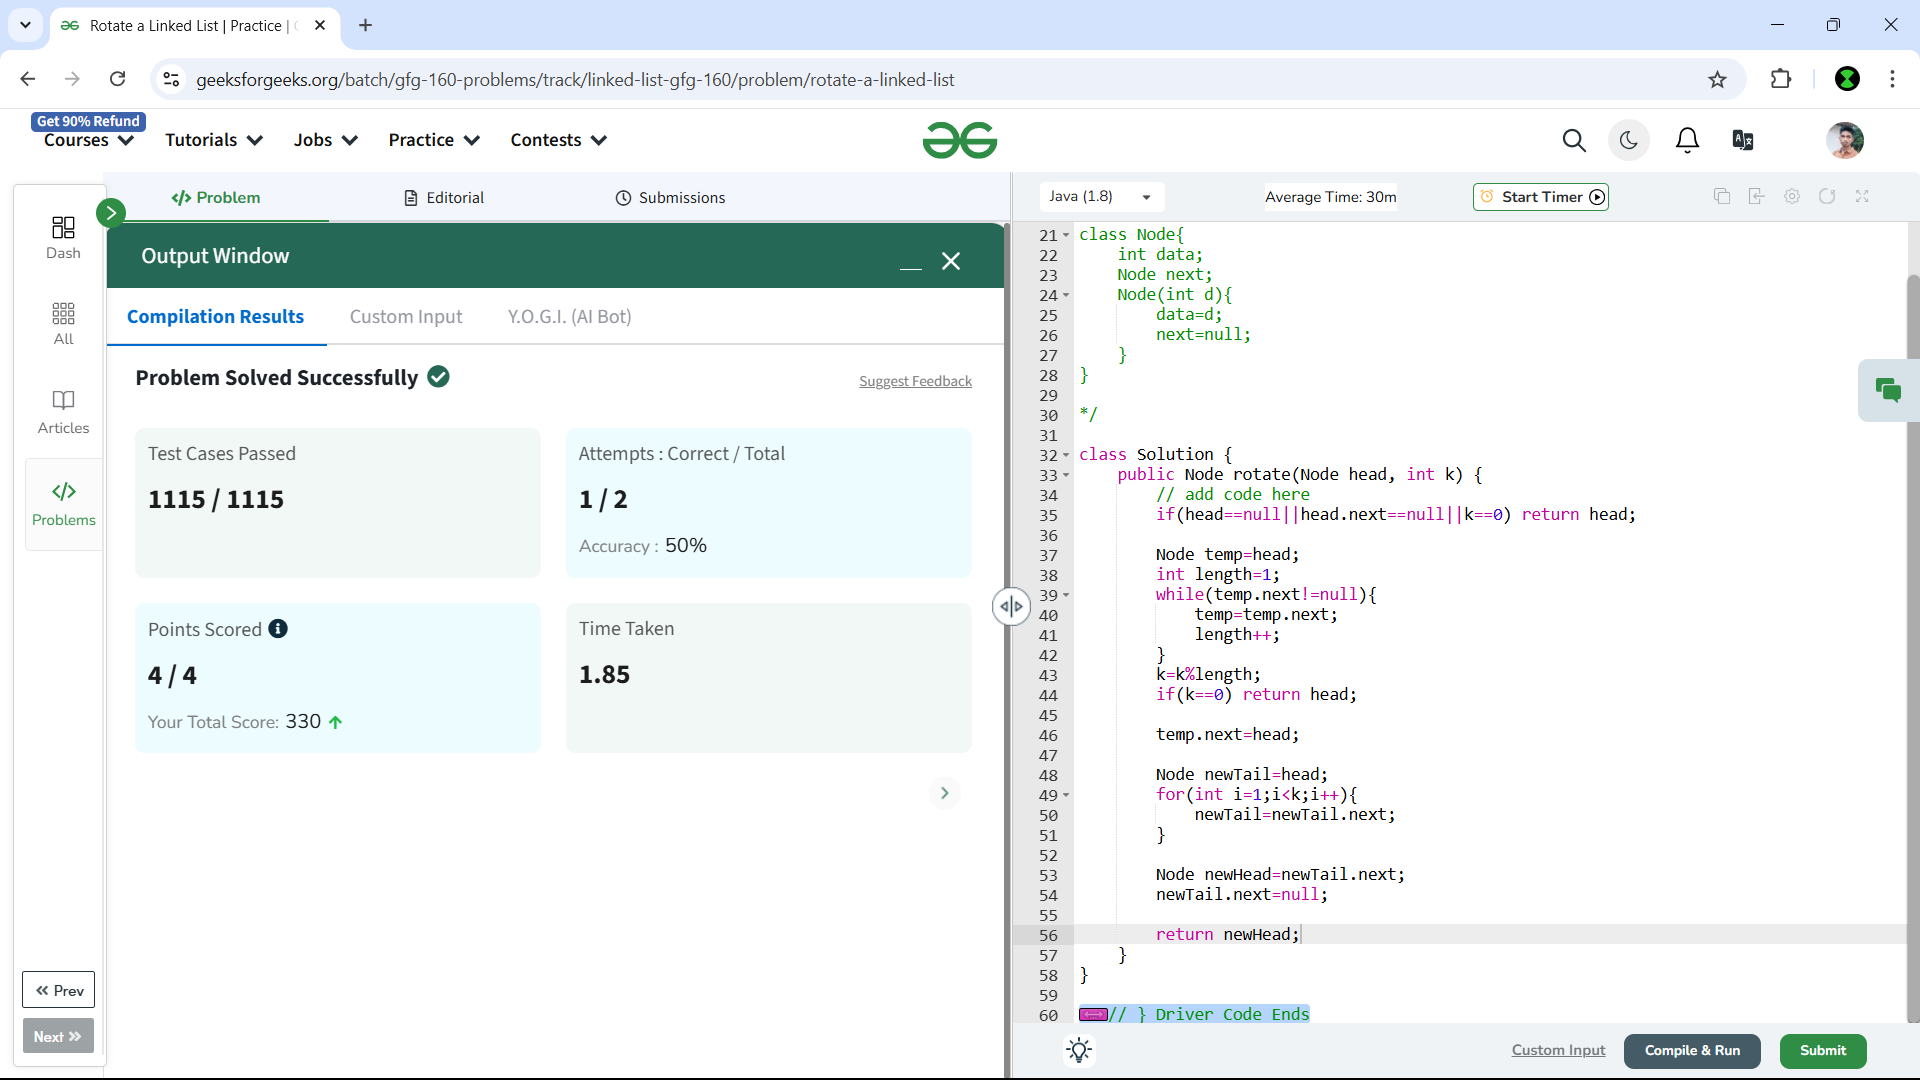 Rotate a Linked List | Practice |
geeksforgeeks.org/batch/gfg-160-problems/track/linked-list-gfg-160/problem/rotate-a-linked-list
Get 90% Refund
Courses
Tutorials
Jobs
Practice
Contests
Dash
All
Articles
Problems
Prev
Next
Problem
Editorial
Submissions
Output Window
Compilation Results
Custom Input
Y.O.G.I. (AI Bot)
Problem Solved Successfully
Suggest Feedback
Test Cases Passed
1115 / 1115
Attempts : Correct / Total
1 / 2
Accuracy : 50%
Points Scored
4 / 4
Your Total Score: 330
Time Taken
1.85
Java (1.8)
Average Time: 30m
Start Timer
21 class Node{
22     int data;
23     Node next;
24     Node(int d){
25         data=d;
26         next=null;
27     }
28 }
29
30 */
31
32 class Solution {
33     public Node rotate(Node head, int k) {
34         // add code here
35         if(head==null||head.next==null||k==0) return head;
36
37         Node temp=head;
38         int length=1;
39         while(temp.next!=null){
40             temp=temp.next;
41             length++;
42         }
43         k=k%length;
44         if(k==0) return head;
45
46         temp.next=head;
47
48         Node newTail=head;
49         for(int i=1;i<k;i++){
50             newTail=newTail.next;
51         }
52
53         Node newHead=newTail.next;
54         newTail.next=null;
55
56         return newHead;
57     }
58 }
59
60 // } Driver Code Ends
Custom Input
Compile & Run
Submit